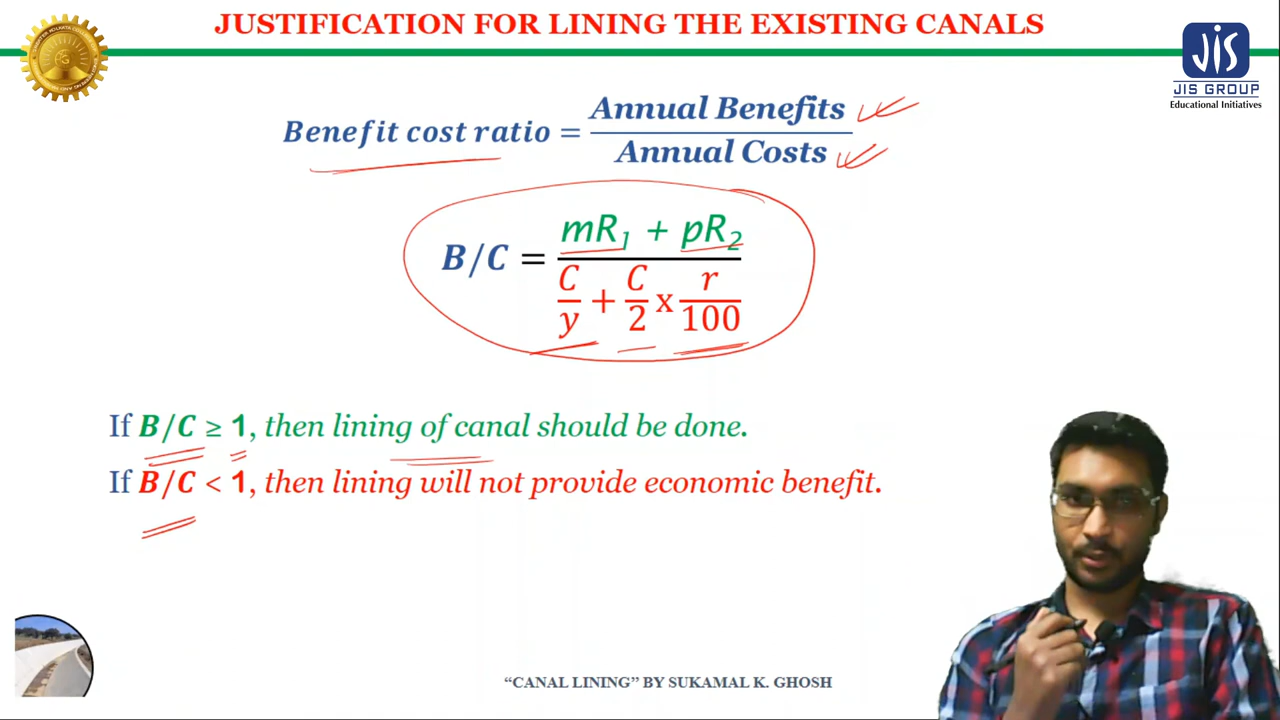 JUSTIFICATION FOR LINING THE EXISTING CANALS
JIS
JIS GROUP
Educational Initiatives
Benefit cost ratio = Annual Benefits / Annual Costs
B/C = (mR₁ + pR₂) / (C/y + C/2 x r/100)
If B/C ≥ 1, then lining of canal should be done.
If B/C < 1, then lining will not provide economic benefit.
“CANAL LINING” BY SUKAMAL K. GHOSH